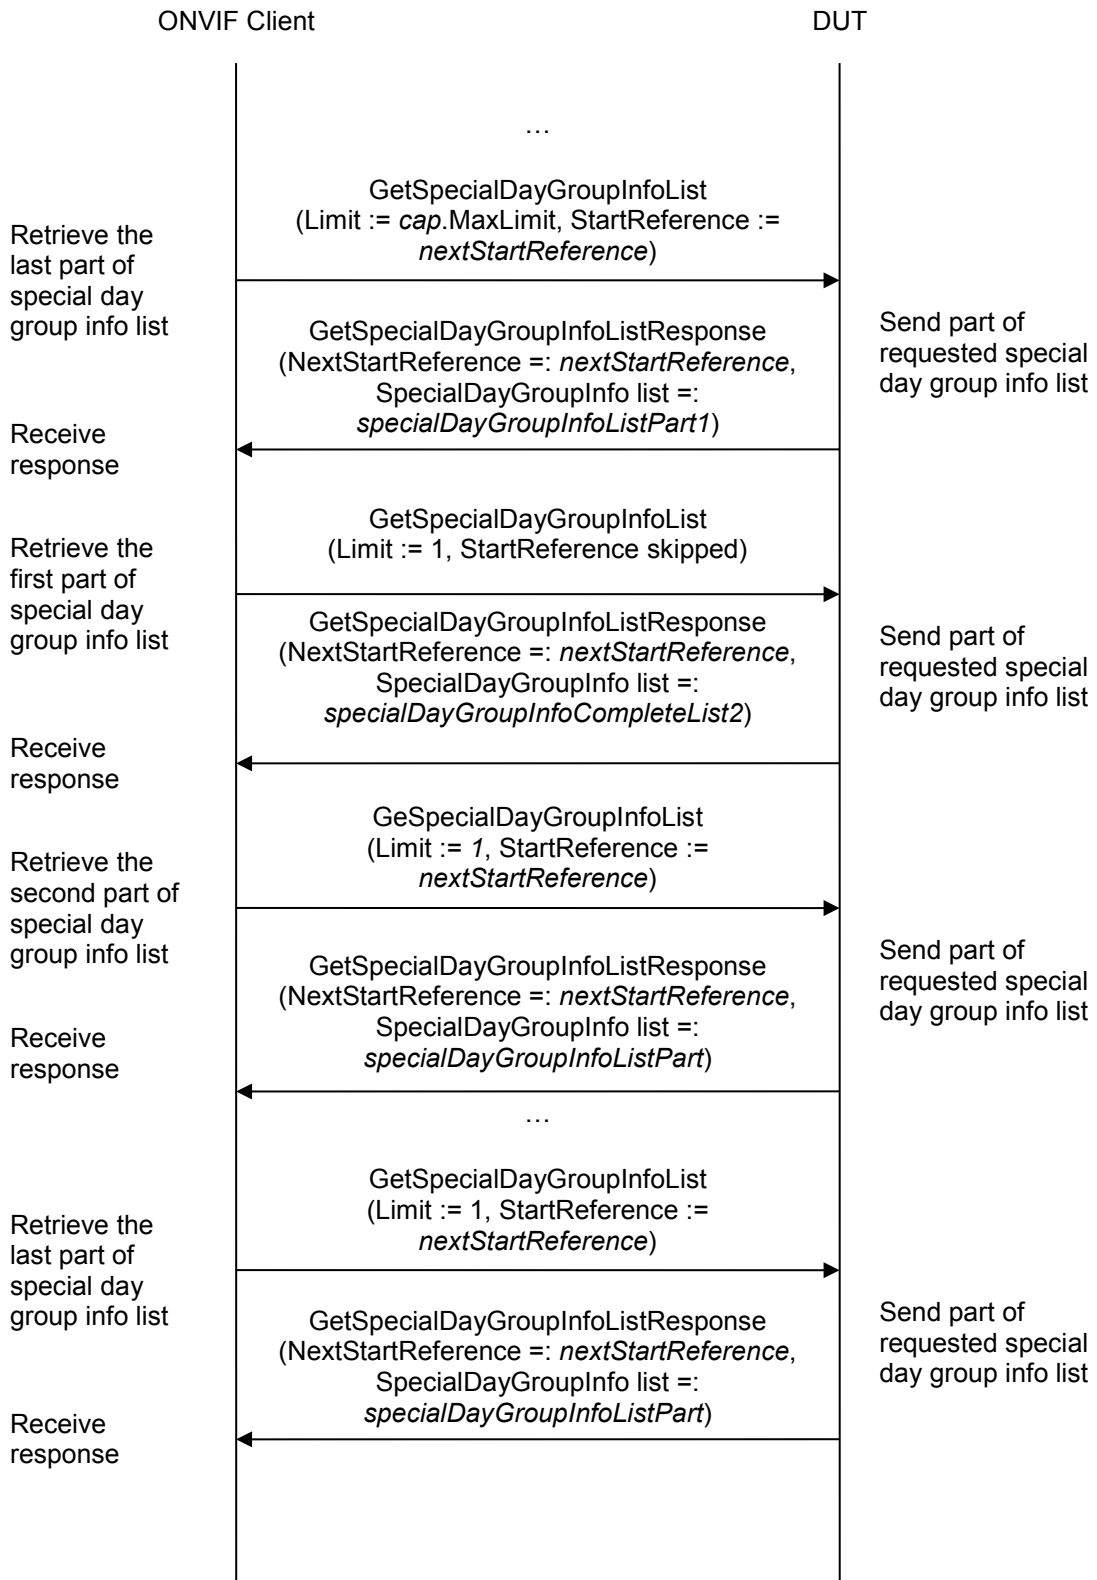 ONVIF Client
DUT
…
GetSpecialDayGroupInfoList
(Limit := cap.MaxLimit, StartReference :=
nextStartReference)
Retrieve the
last part of
special day
group info list
GetSpecialDayGroupInfoListResponse
(NextStartReference =: nextStartReference,
SpecialDayGroupInfo list =:
specialDayGroupInfoListPart1)
Send part of
requested special
day group info list
Receive
response
GetSpecialDayGroupInfoList
(Limit := 1, StartReference skipped)
Retrieve the
first part of
special day
group info list
GetSpecialDayGroupInfoListResponse
(NextStartReference =: nextStartReference,
SpecialDayGroupInfo list =:
specialDayGroupInfoCompleteList2)
Send part of
requested special
day group info list
Receive
response
GeSpecialDayGroupInfoList
(Limit := 1, StartReference :=
nextStartReference)
Retrieve the
second part of
special day
group info list
GetSpecialDayGroupInfoListResponse
(NextStartReference =: nextStartReference,
SpecialDayGroupInfo list =:
specialDayGroupInfoListPart)
Send part of
requested special
day group info list
Receive
response
…
GetSpecialDayGroupInfoList
(Limit := 1, StartReference :=
nextStartReference)
Retrieve the
last part of
special day
group info list
GetSpecialDayGroupInfoListResponse
(NextStartReference =: nextStartReference,
SpecialDayGroupInfo list =:
specialDayGroupInfoListPart)
Send part of
requested special
day group info list
Receive
response